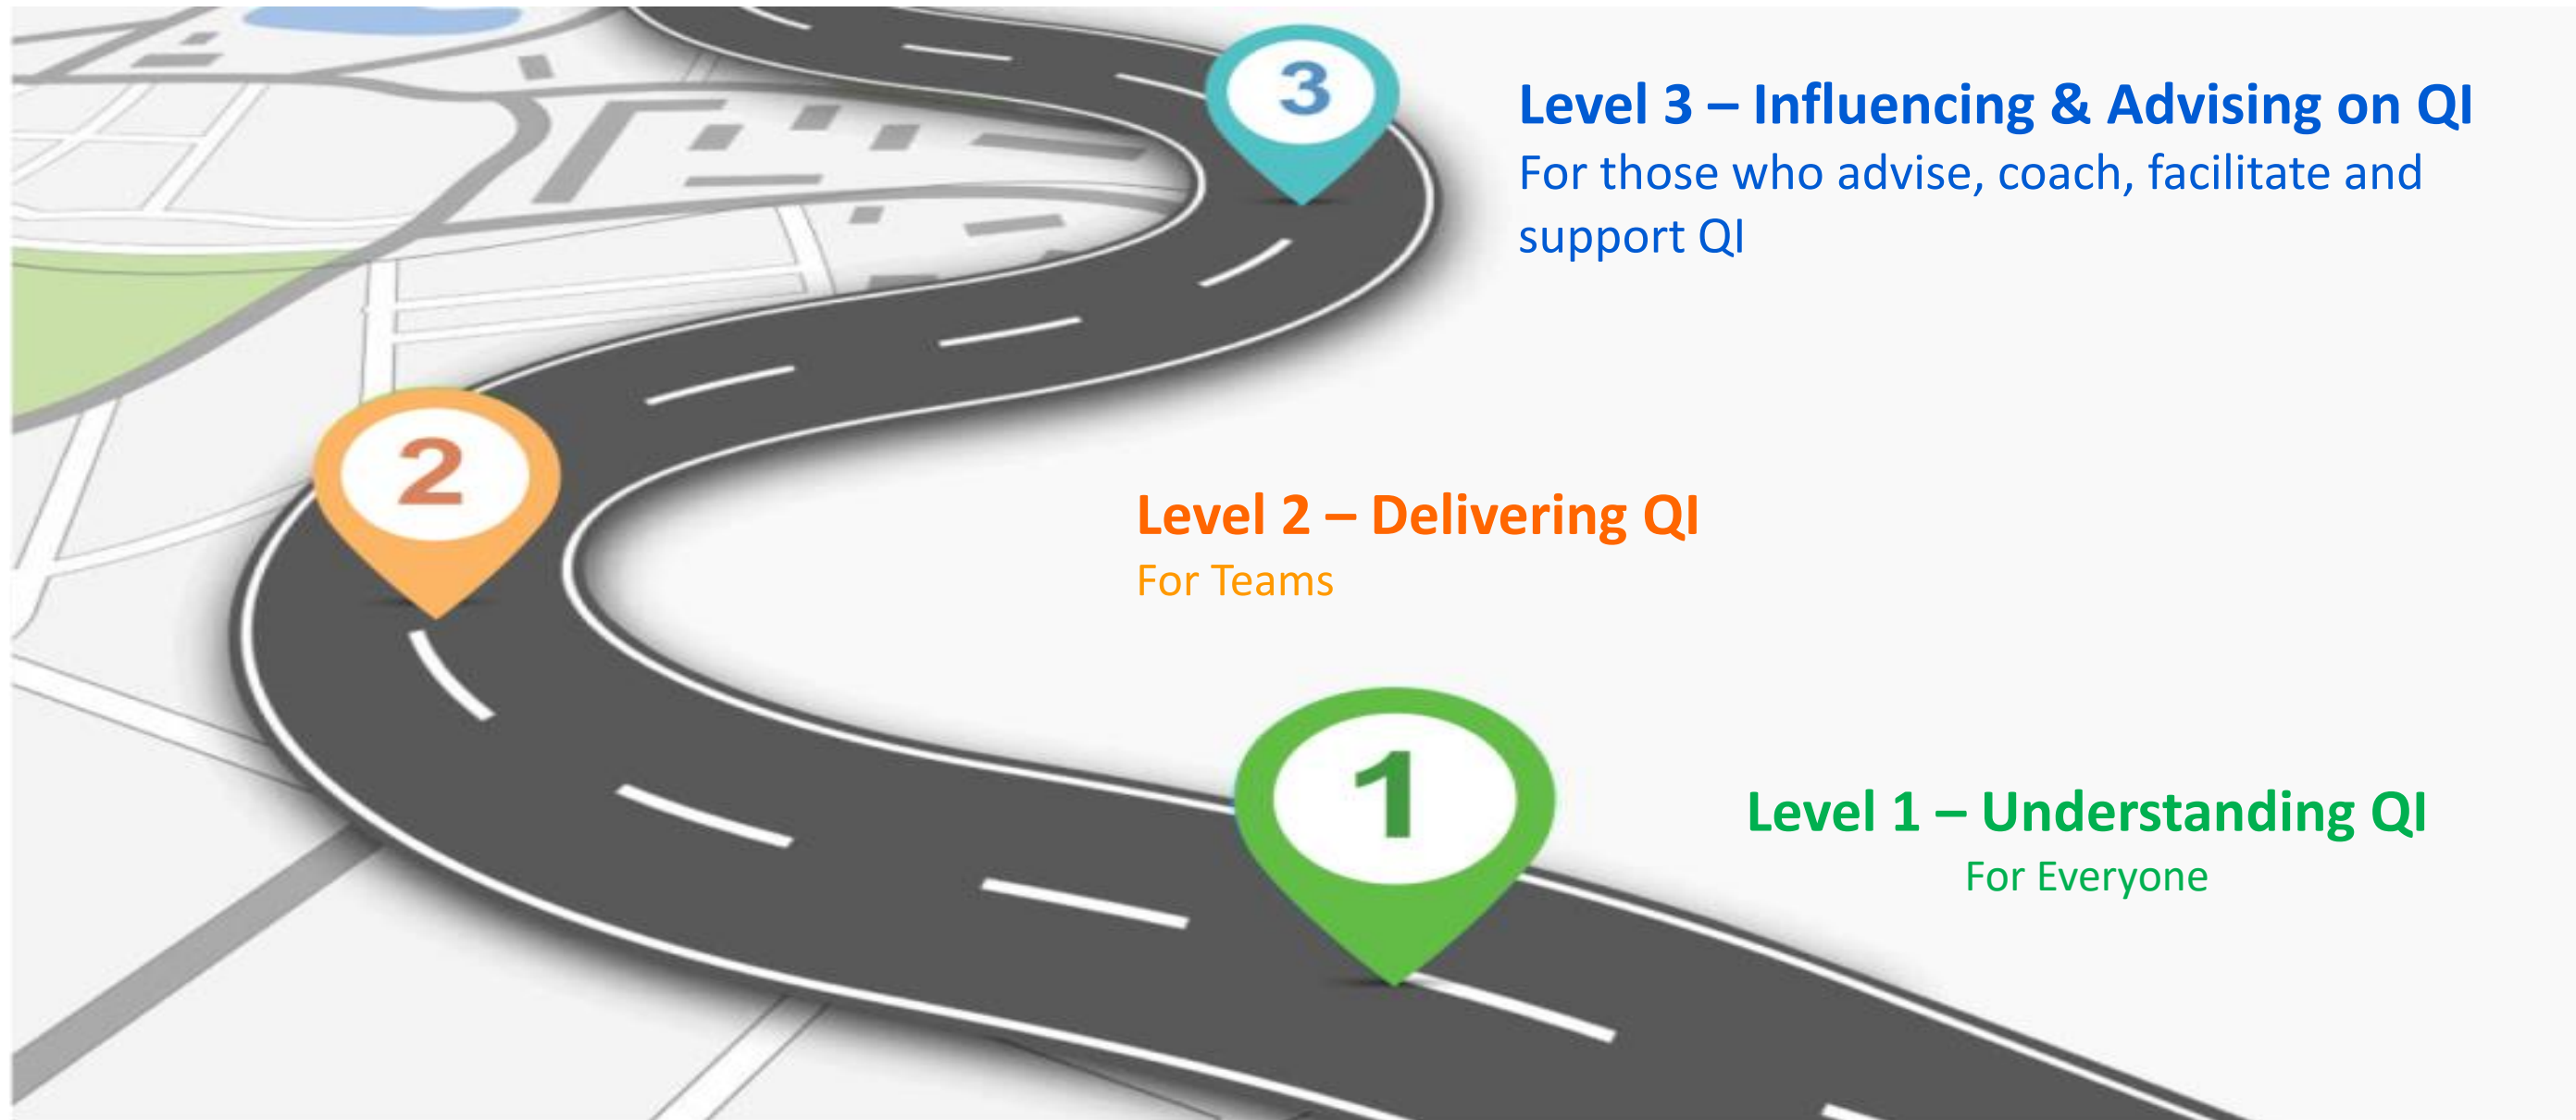 3
Level 3 – Influencing & Advising on QI
For those who advise, coach, facilitate and
support QI
2
Level 2 – Delivering QI
For Teams
1
Level 1 – Understanding QI
For Everyone